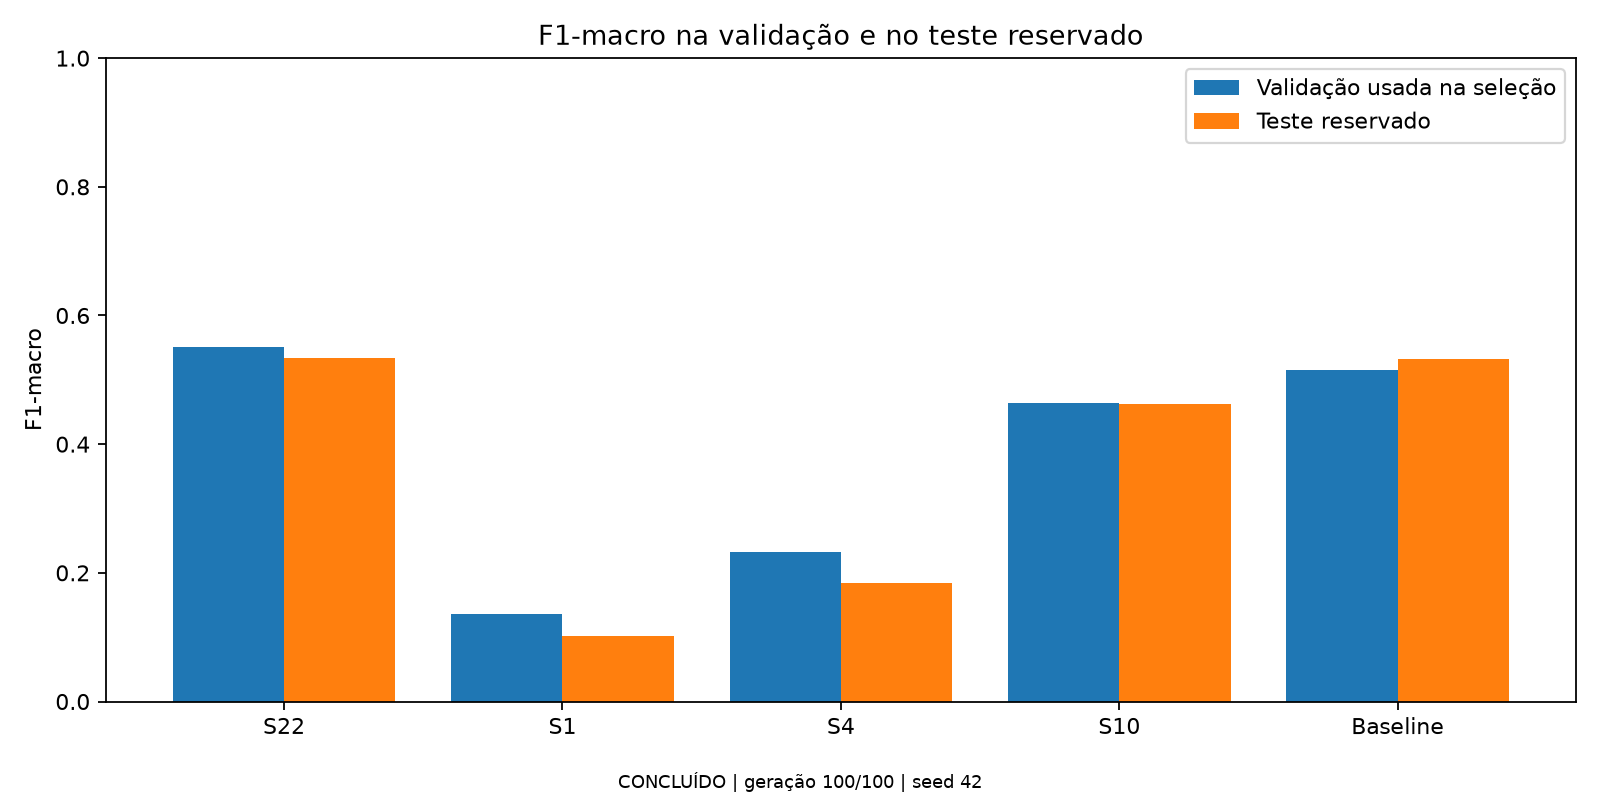 F1-macro na validação e no teste reservado
Validação usada na seleção
Teste reservado
F1-macro
1.0
0.8
0.6
0.4
0.2
0.0
S22 S1 S4 S10 Baseline
CONCLUÍDO | geração 100/100 | seed 42